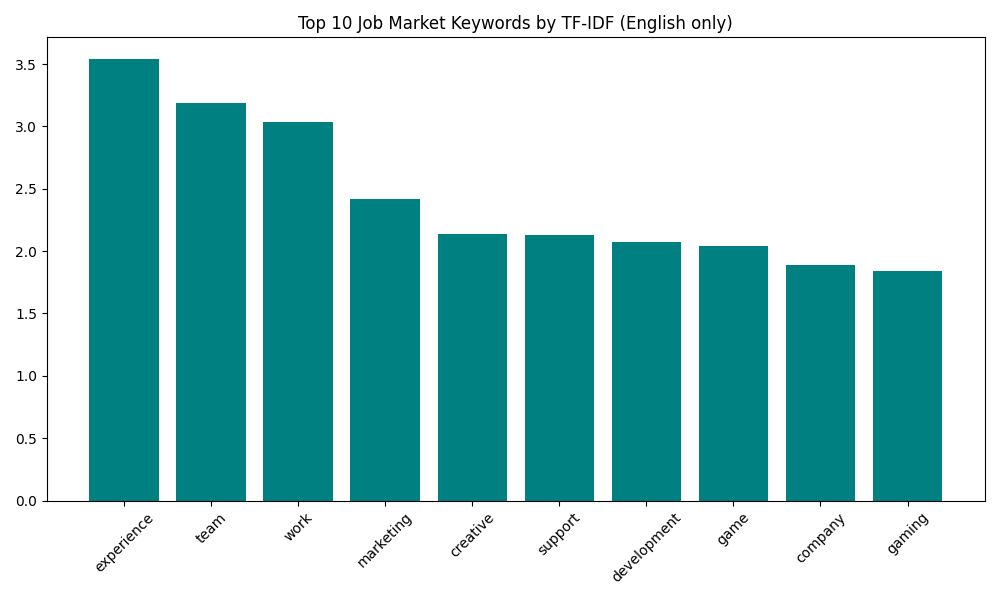 Top 10 Job Market Keywords by TF-IDF (English only)
3.5
3.0
2.5
2.0
1.5
1.0
0.5
0.0
experience
team
work
marketing
creative
support
development
game
company
gaming